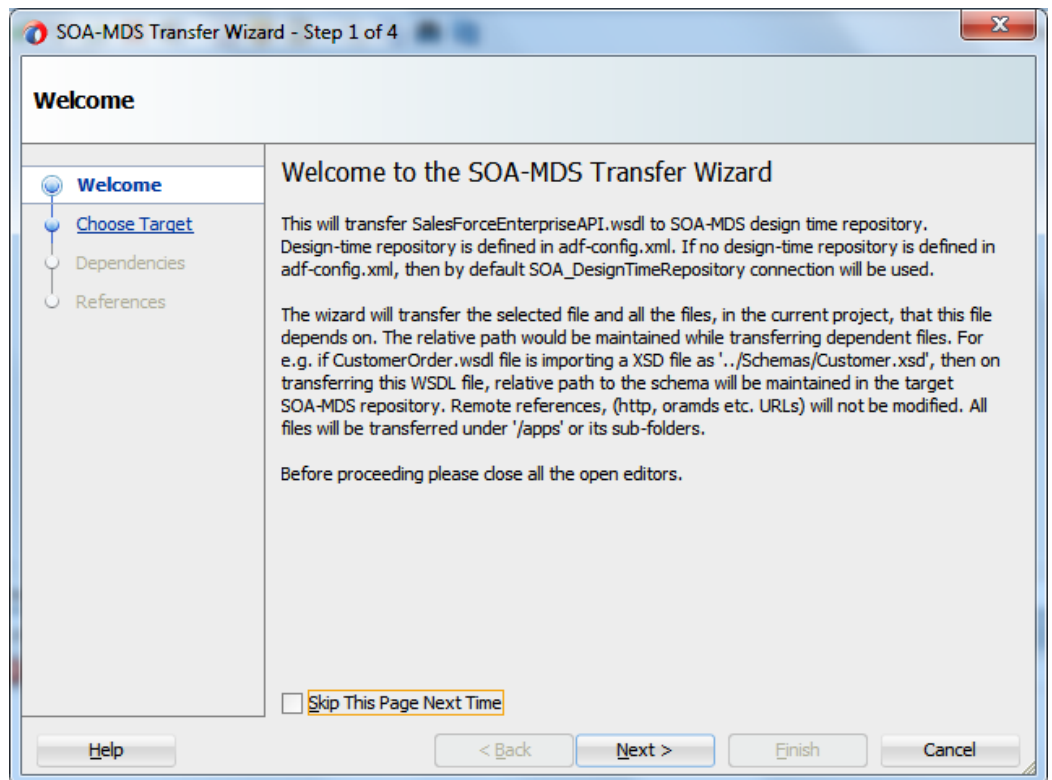 SOA-MDS Transfer Wizard - Step 1 of 4
Welcome
Welcome
Choose Target
Dependencies
References
Welcome to the SOA-MDS Transfer Wizard
This will transfer SalesForceEnterpriseAPI.wsdl to SOA-MDS design time repository.
Design-time repository is defined in adf-config.xml. If no design-time repository is defined in
adf-config.xml, then by default SOA_DesignTimeRepository connection will be used.
The wizard will transfer the selected file and all the files, in the current project, that this file
depends on. The relative path would be maintained while transferring dependent files. For
e.g. if CustomerOrder.wsdl file is importing a XSD file as '../Schemas/Customer.xsd', then on
transferring this WSDL file, relative path to the schema will be maintained in the target
SOA-MDS repository. Remote references, (http, oramds etc. URLs) will not be modified. All
files will be transferred under '/apps' or its sub-folders.
Before proceeding please close all the open editors.
Skip This Page Next Time
Help
< Back
Next >
Finish
Cancel